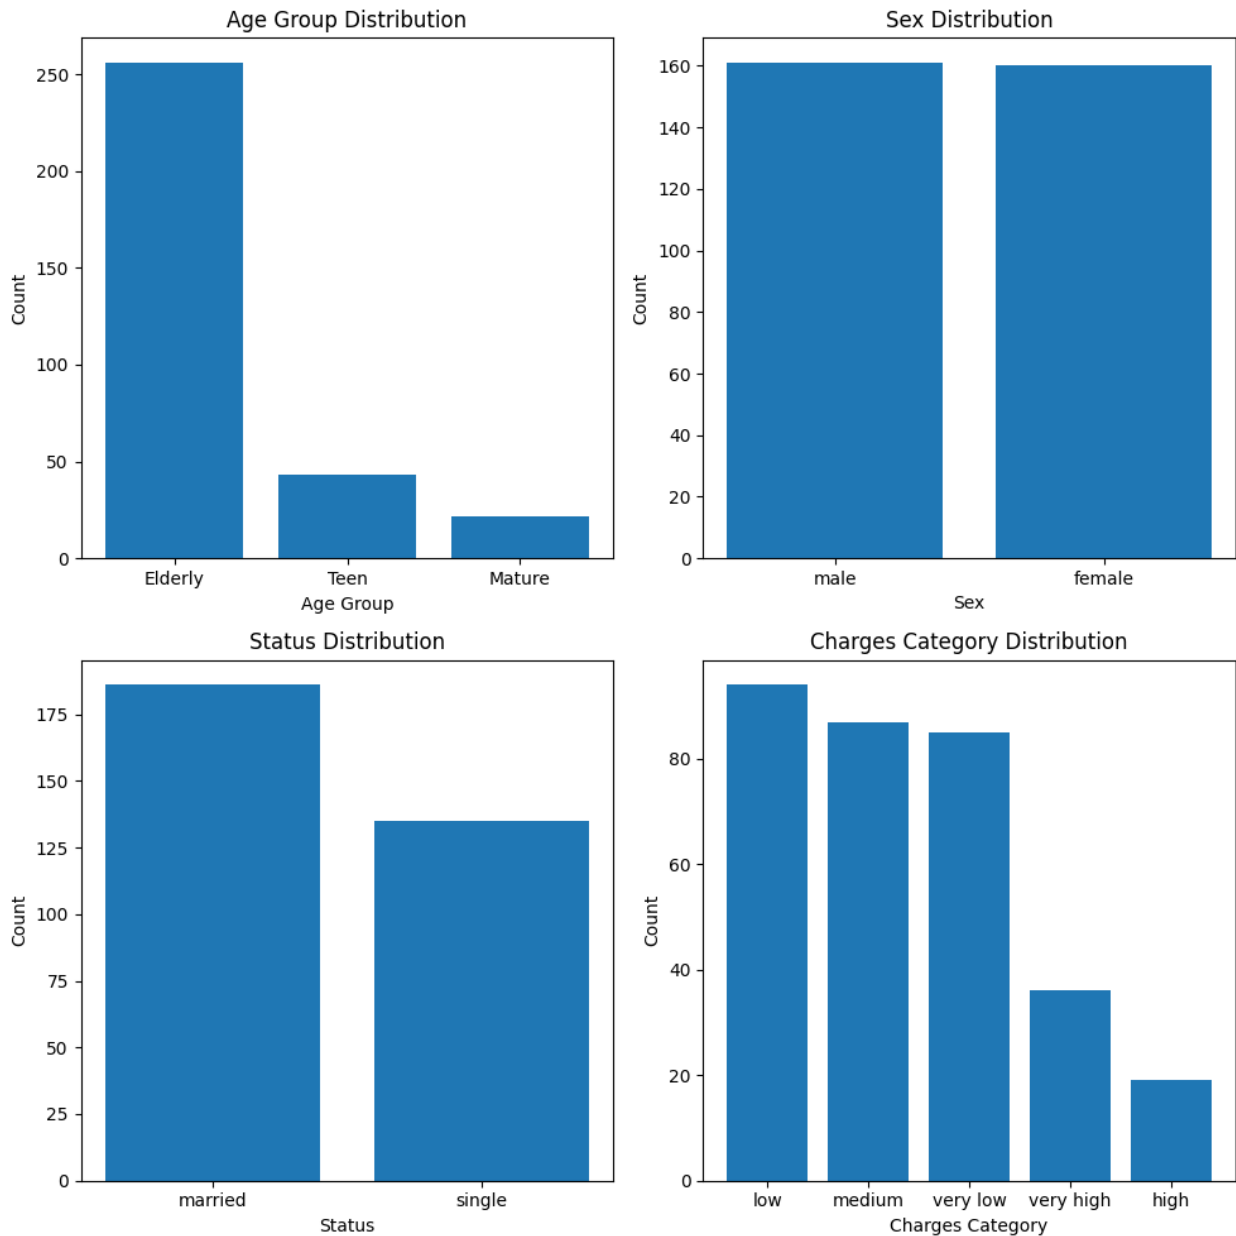 Age Group Distribution
250
200
150
100
50
0
Count
Elderly Teen Mature
Age Group
Sex Distribution
160
140
120
100
80
60
40
20
0
Count
male female
Sex
Status Distribution
175
150
125
100
75
50
25
0
Count
married single
Status
Charges Category Distribution
80
60
40
20
0
Count
low medium very low very high high
Charges Category